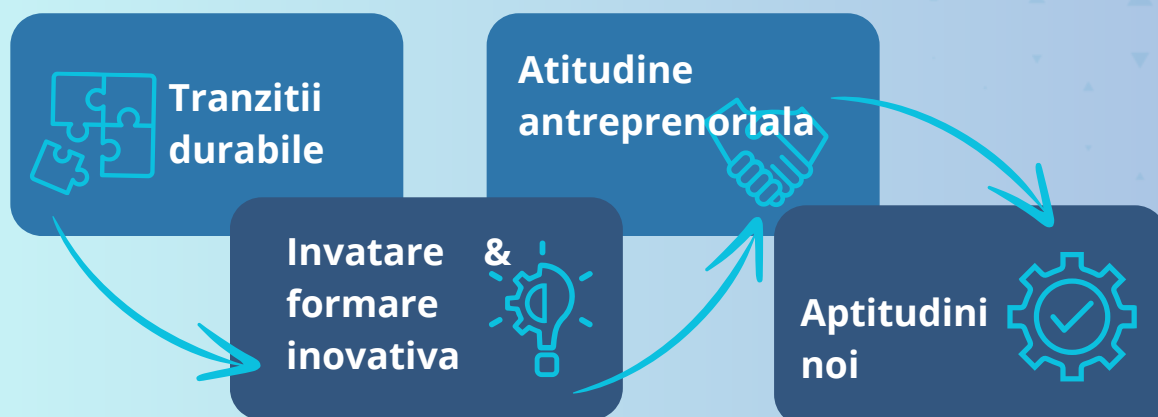 Tranzitii
durabile
Invatare &
formare
inovativa
Atitudine
antreprenoriala
Aptitudini
noi